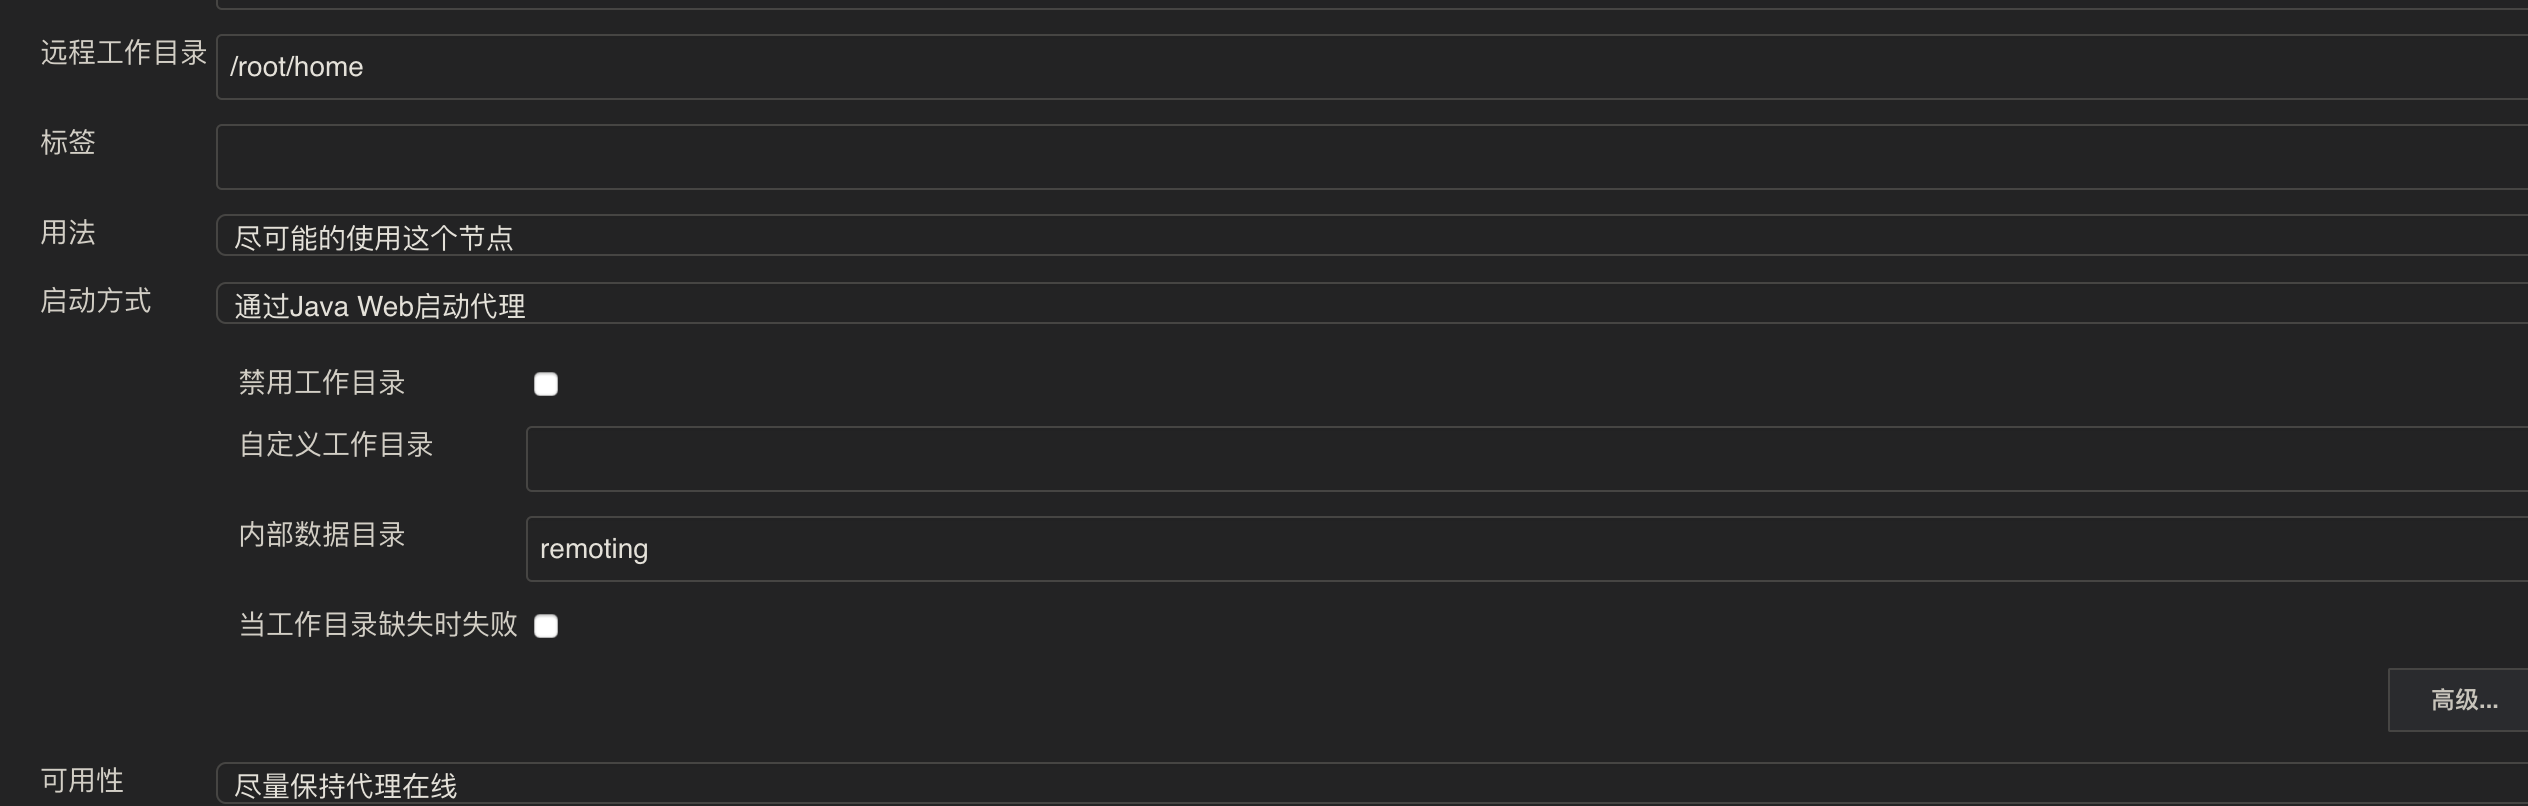 远程工作目录 /root/home
标签
用法 尽可能的使用这个节点
启动方式 通过Java Web启动代理
禁用工作目录
自定义工作目录
内部数据目录 remoting
当工作目录缺失时失败
高级...
可用性 尽量保持代理在线